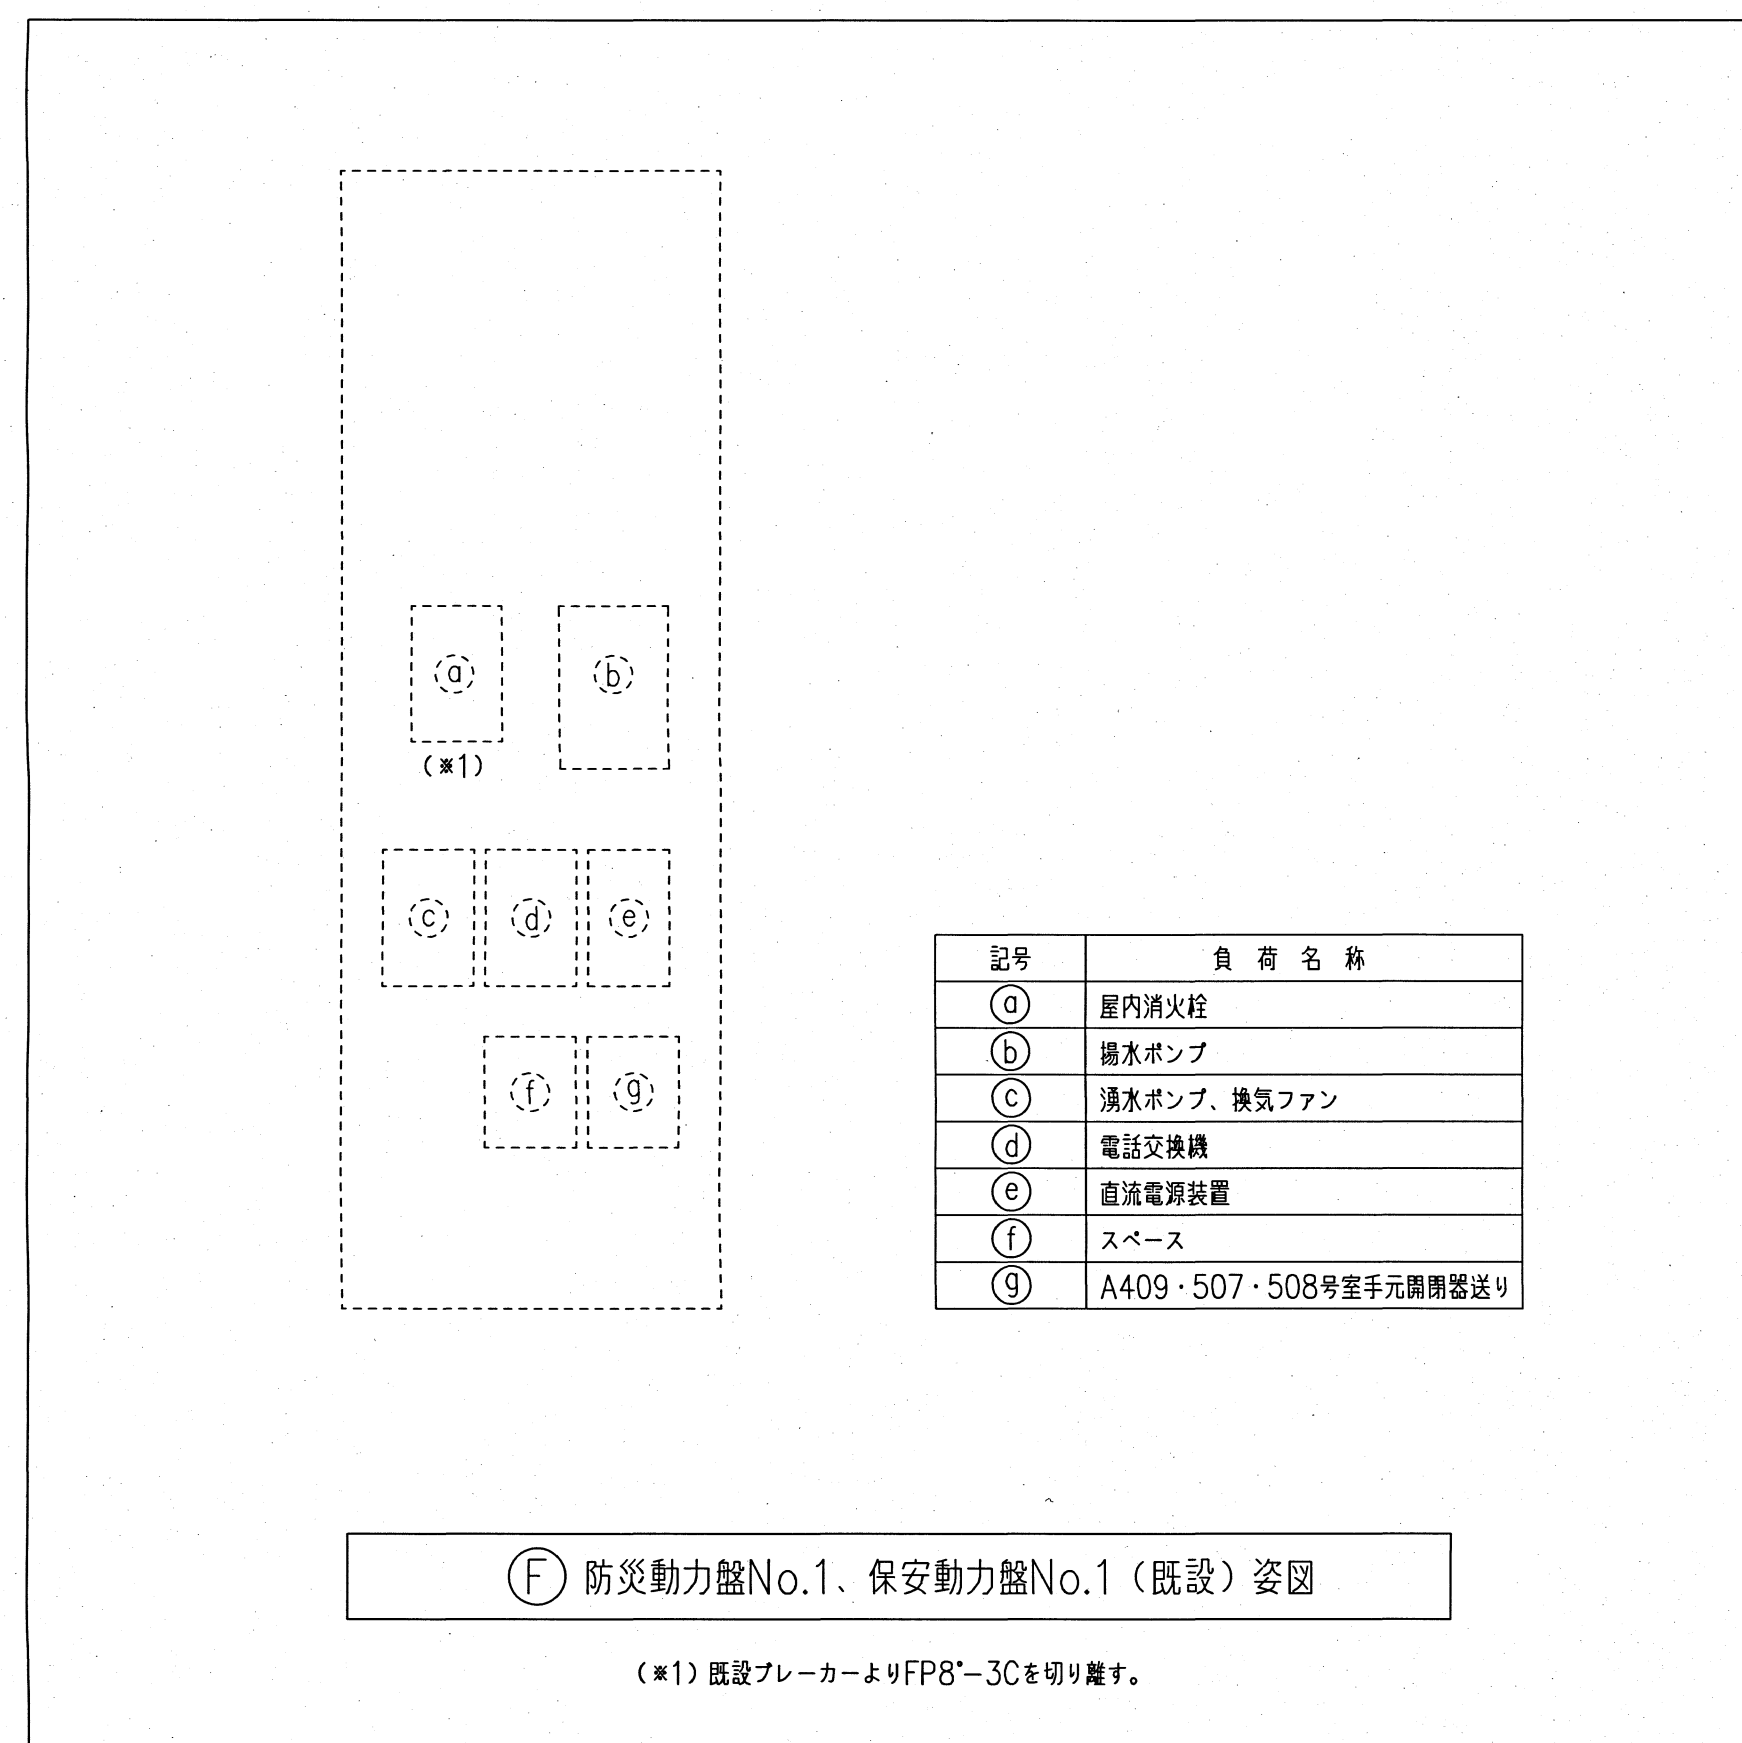 a b
(※1)
c d e
f g
記号 負荷名称
a 屋内消火栓
b 揚水ポンプ
c 湧水ポンプ、換気ファン
d 電話交換機
e 直流電源装置
f スペース
g A409・507・508号室手元開閉器送り
F 防災動力盤No.1、保安動力盤No.1（既設）姿図
(※1) 既設ブレーカーよりFP8°-3Cを切り離す。